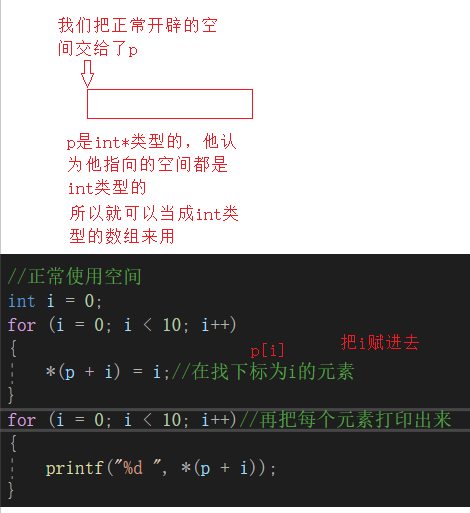 我们把正常开辟的空
间交给了p
p是int*类型的，他认
为他指向的空间都是
int类型的
所以就可以当成int类
型的数组来用
//正常使用空间
int i = 0;
for (i = 0; i < 10; i++)
{
p[i] 把i赋进去
*(p + i) = i;//在找下标为i的元素
}
for (i = 0; i < 10; i++)//再把每个元素打印出来
{
printf("%d ", *(p + i));
}